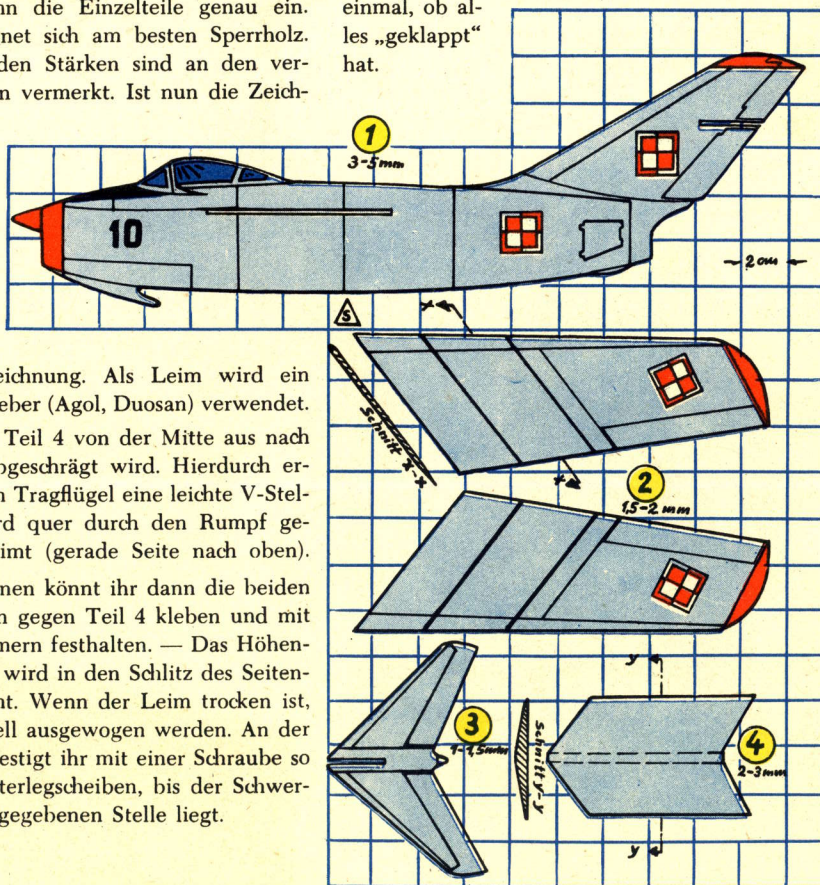 nn die Einzelteile genau ein.
net sich am besten Sperrholz.
den Stärken sind an den ver-
n vermerkt. Ist nun die Zeich-
einmal, ob al-
les „geklappt“
hat.
1
3-5mm
10
2 cm
S
x
eichnung. Als Leim wird ein
eber (Agol, Duosan) verwendet.
Teil 4 von der Mitte aus nach
bgeschrägt wird. Hierdurch er-
n Tragflügel eine leichte V-Stel-
rd quer durch den Rumpf ge-
imt (gerade Seite nach oben).
nen könnt ihr dann die beiden
n gegen Teil 4 kleben und mit
mern festhalten. — Das Höhen-
wird in den Schlitz des Seiten-
nt. Wenn der Leim trocken ist,
ell ausgewogen werden. An der
estigt ihr mit einer Schraube so
terlegscheiben, bis der Schwer-
gegebenen Stelle liegt.
Schnitt x-x
x
2
1,5-2 mm
y
3
1-1,5mm
Schnitt y-y
4
2-3mm
y